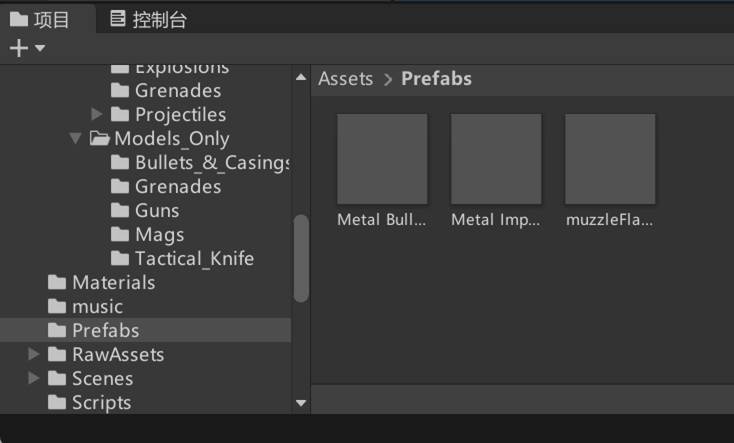 项目
控制台
Explosions
Grenades
Projectiles
Models_Only
Bullets_&_Casings
Grenades
Guns
Mags
Tactical_Knife
Materials
music
Prefabs
RawAssets
Scenes
Scripts
Assets > Prefabs
Metal Bull...
Metal Imp...
muzzleFla...